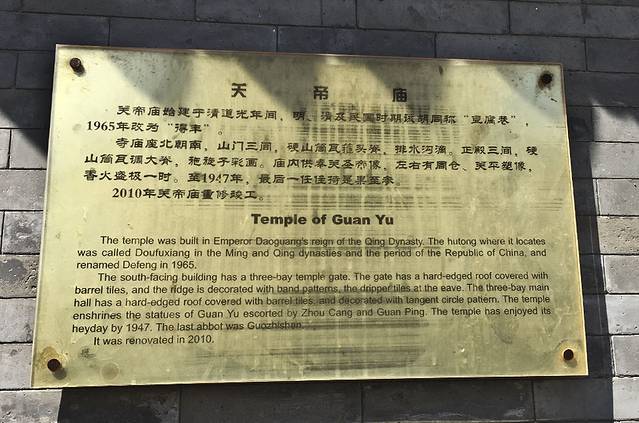 关帝庙
关帝庙始建于清道光年间，明、清及民国时期该胡同称“豆腐巷”，
1965年改为“得丰”。
寺庙座北朝南，山门三间，硬山筒瓦箍头脊，排水沟滴。正殿三间，硬
山筒瓦调大脊，子彩画。庙内供奉关圣帝像，左右有周仓、关平塑像，
香火盛极一时。至1947年，最后一任住持是果
2010年关帝庙重修竣工。
Temple of Guan Yu
The temple was built in Emperor Daoguang's reign of the Qing Dynasty. The hutong where it locates
was called Doufuxiang in the Ming and Qing dynasties and the period of the Republic of China, and
renamed Defeng in 1965.
The south-facing building has a three-bay temple gate. The gate has a hard-edged roof covered with
barrel tiles, and the ridge is decorated with band patterns, the dripper tiles at the eave. The three-bay main
hall has a hard-edged roof covered with barrel tiles, and decorated with tangent circle pattern. The temple
enshrines the statues of Guan Yu escorted by Zhou Cang and Guan Ping. The temple has enjoyed its
heyday by 1947. The last abbot was Guozhishan.
It was renovated in 2010.